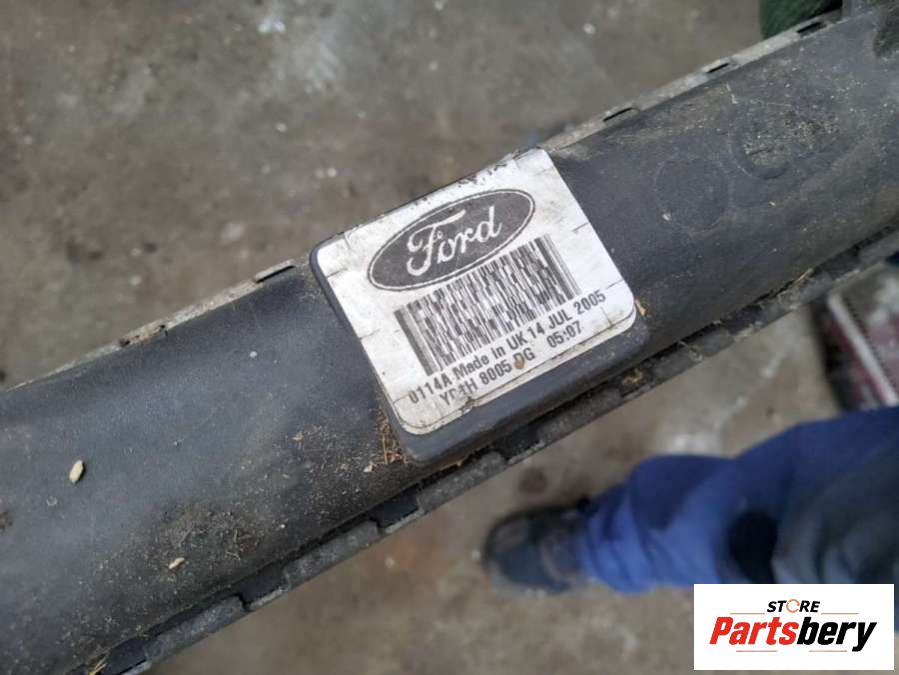 Ford
0114A Made in UK 14 JUL 2005
8005 DG 05:07
STORE
Partsbery